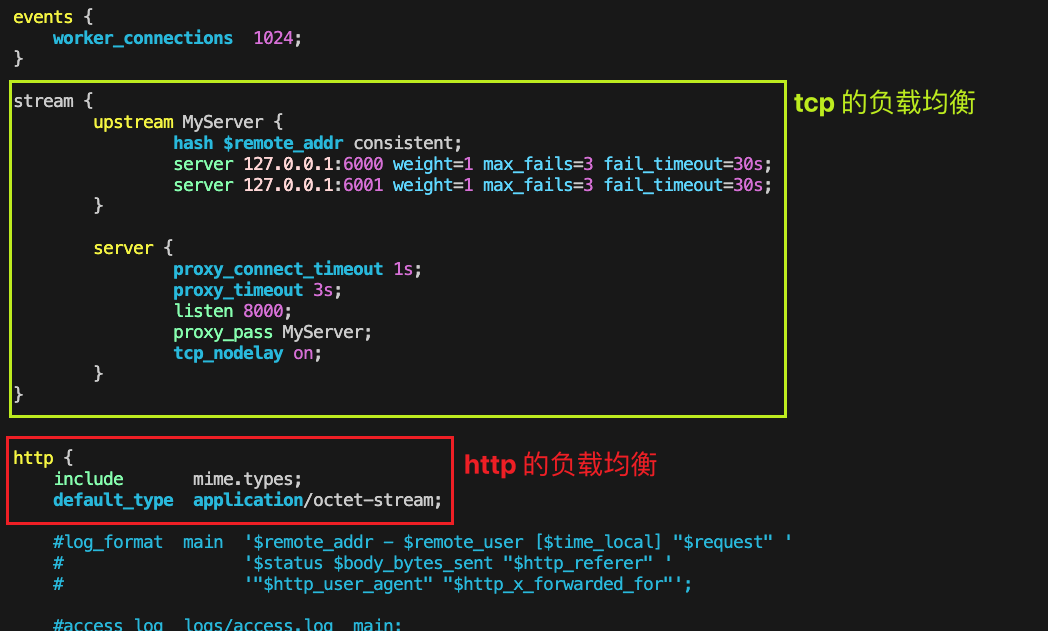 events {
    worker_connections  1024;
}
stream {
        upstream MyServer {
                hash $remote_addr consistent;
                server 127.0.0.1:6000 weight=1 max_fails=3 fail_timeout=30s;
                server 127.0.0.1:6001 weight=1 max_fails=3 fail_timeout=30s;
        }
        server {
                proxy_connect_timeout 1s;
                proxy_timeout 3s;
                listen 8000;
                proxy_pass MyServer;
                tcp_nodelay on;
        }
}
tcp 的负载均衡
http {
    include       mime.types;
    default_type  application/octet-stream;
http 的负载均衡
    #log_format  main  '$remote_addr - $remote_user [$time_local] "$request" '
    #                  '$status $body_bytes_sent "$http_referer" '
    #                  '"$http_user_agent" "$http_x_forwarded_for"';
    #access_log  logs/access.log  main;